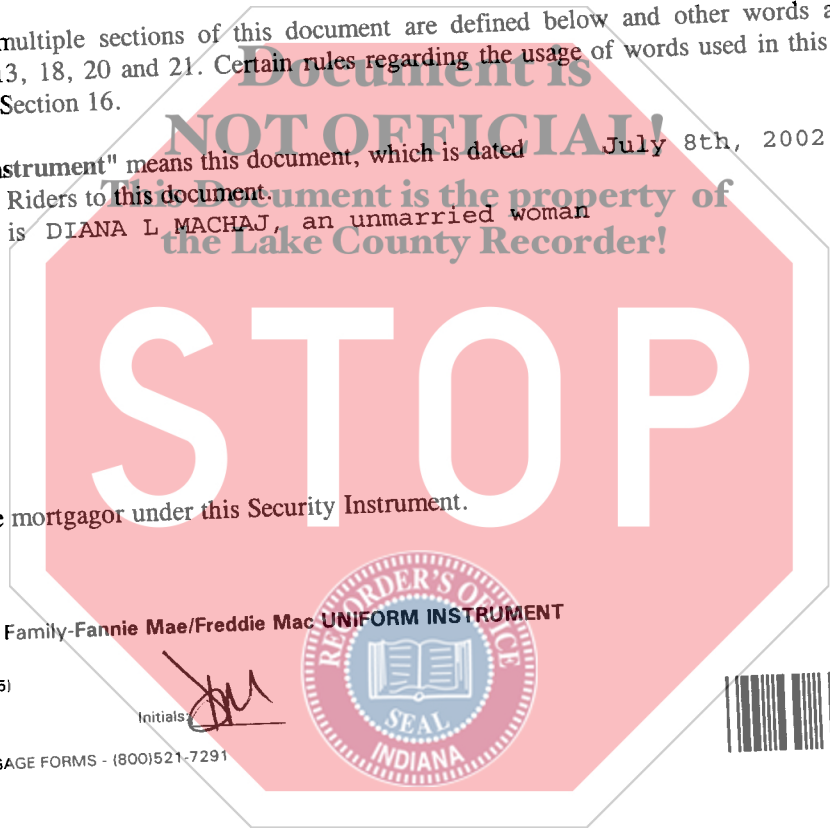 multiple sections of this document are defined below and other words a
13, 18, 20 and 21. Certain rules regarding the usage of words used in this
Section 16.
Document is
NOT OFFICIAL!
This Document is the property of
the Lake County Recorder!
strument" means this document, which is dated July 8th, 2002
Riders to this document.
is DIANA L MACHAJ, an unmarried woman
STOP
e mortgagor under this Security Instrument.
Family-Fannie Mae/Freddie Mac UNIFORM INSTRUMENT
5)
Initials:
GAGE FORMS - (800)521-7291
RECORDER'S OFFICE
SEAL
INDIANA